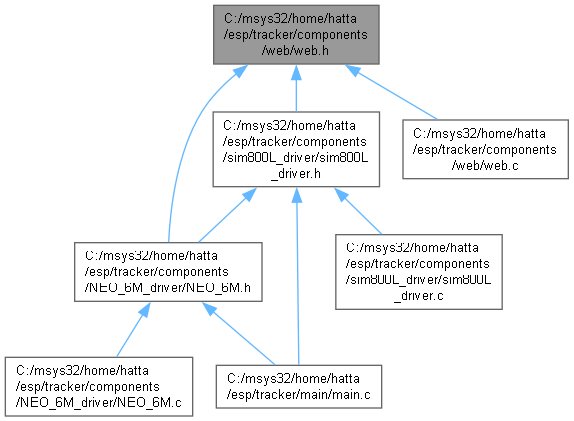 C:/msys32/home/hatta
/esp/tracker/components
/web/web.h
C:/msys32/home/hatta
/esp/tracker/components
/sim800L_driver/sim800L
_driver.h
C:/msys32/home/hatta
/esp/tracker/components
/web/web.c
C:/msys32/home/hatta
/esp/tracker/components
/NEO_6M_driver/NEO_6M.h
C:/msys32/home/hatta
/esp/tracker/components
/sim800L_driver/sim800L
_driver.c
C:/msys32/home/hatta
/esp/tracker/components
/NEO_6M_driver/NEO_6M.c
C:/msys32/home/hatta
/esp/tracker/main/main.c